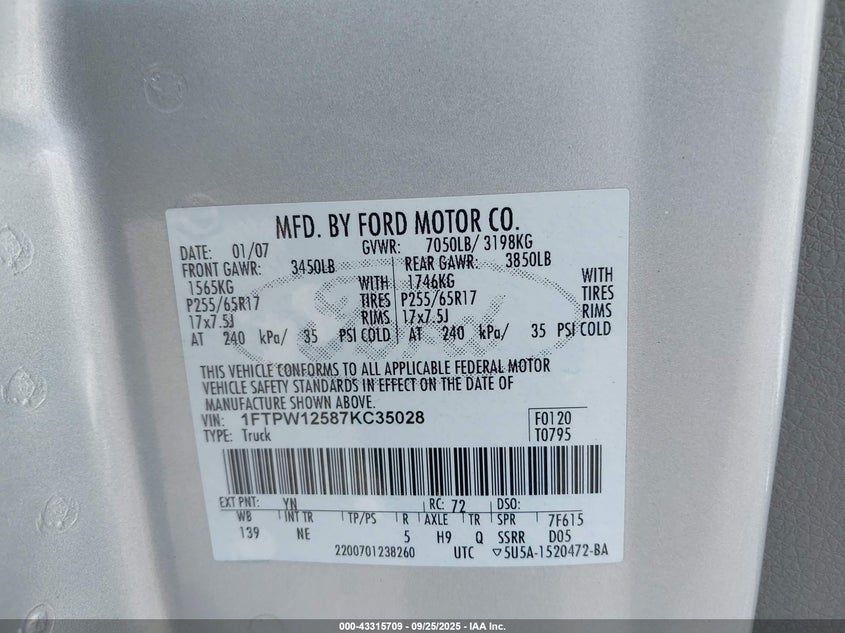 MFD. BY FORD MOTOR CO.
DATE: 01/07 GVWR: 7050LB/ 3198KG
FRONT GAWR: 3450LB REAR GAWR: 3850LB
1565KG WITH 1746KG WITH
P255/65R17 TIRES P255/65R17 TIRES
17x7.5J RIMS 17x7.5J RIMS
AT 240 kPa/ 35 PSI COLD AT 240 kPa/ 35 PSI COLD
Ford
THIS VEHICLE CONFORMS TO ALL APPLICABLE FEDERAL MOTOR
VEHICLE SAFETY STANDARDS IN EFFECT ON THE DATE OF
MANUFACTURE SHOWN ABOVE.
VIN: 1FTPW12587KC35028 F0120
TYPE: Truck T0795
EXT PNT: YN RC: 72 DSO:
WB INT TR TP/PS R AXLE TR SPR 7F615
139 NE 5 H9 Q SSRR D05
2200701238260 UTC ▽5U5A-1520472-BA
000-43315709 - 09/25/2025 - IAA Inc.